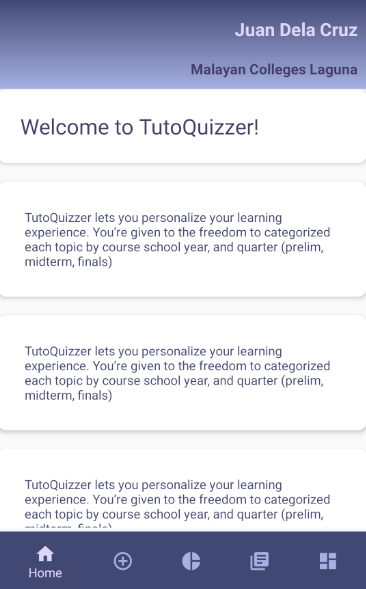 Juan Dela Cruz
Malayan Colleges Laguna
Welcome to TutoQuizzer!
TutoQuizzer lets you personalize your learning
experience. You're given to the freedom to categorized
each topic by course school year, and quarter (prelim,
midterm, finals)
TutoQuizzer lets you personalize your learning
experience. You're given to the freedom to categorized
each topic by course school year, and quarter (prelim,
midterm, finals)
TutoQuizzer lets you personalize your learning
experience. You're given to the freedom to categorized
each topic by course school year, and quarter (prelim,
midterm, finals)
Home